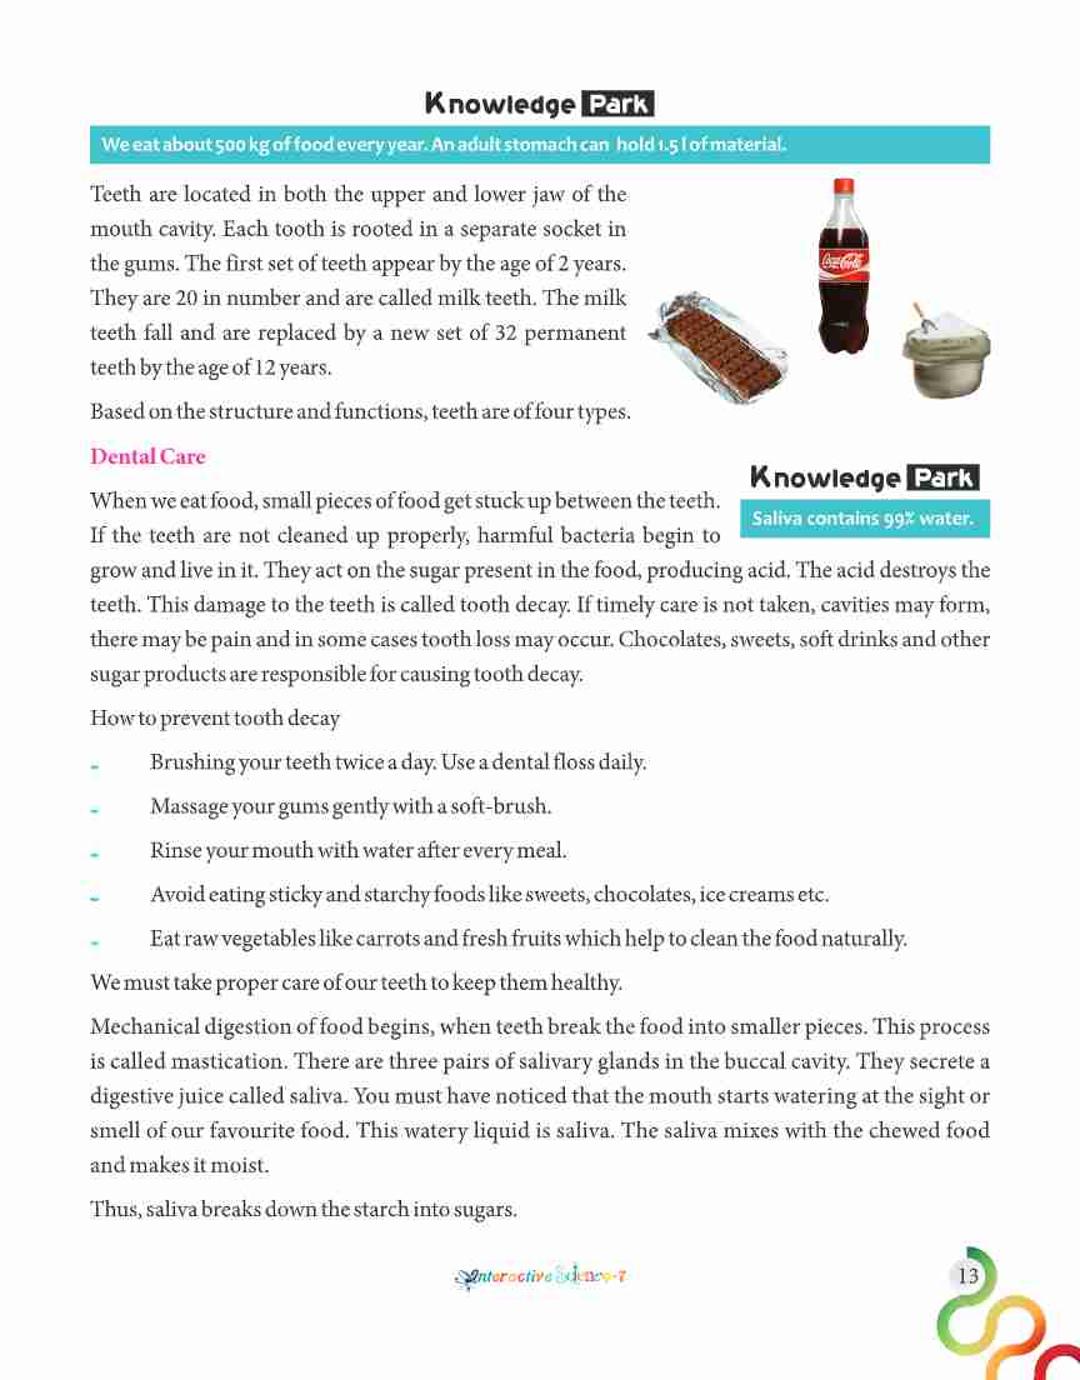 Knowledge Park
We eat about 500 kg of food every year. An adult stomach can hold 1.5 l of material.
Teeth are located in both the upper and lower jaw of the
mouth cavity. Each tooth is rooted in a separate socket in
the gums. The first set of teeth appear by the age of 2 years.
They are 20 in number and are called milk teeth. The milk
teeth fall and are replaced by a new set of 32 permanent
teeth by the age of 12 years.
Coca-Cola
Based on the structure and functions, teeth are of four types.
Dental Care
Knowledge Park
Saliva contains 99% water.
When we eat food, small pieces of food get stuck up between the teeth.
If the teeth are not cleaned up properly, harmful bacteria begin to
grow and live in it. They act on the sugar present in the food, producing acid. The acid destroys the
teeth. This damage to the teeth is called tooth decay. If timely care is not taken, cavities may form,
there may be pain and in some cases tooth loss may occur. Chocolates, sweets, soft drinks and other
sugar products are responsible for causing tooth decay.
How to prevent tooth decay
- Brushing your teeth twice a day. Use a dental floss daily.
- Massage your gums gently with a soft-brush.
- Rinse your mouth with water after every meal.
- Avoid eating sticky and starchy foods like sweets, chocolates, ice creams etc.
- Eat raw vegetables like carrots and fresh fruits which help to clean the food naturally.
We must take proper care of our teeth to keep them healthy.
Mechanical digestion of food begins, when teeth break the food into smaller pieces. This process
is called mastication. There are three pairs of salivary glands in the buccal cavity. They secrete a
digestive juice called saliva. You must have noticed that the mouth starts watering at the sight or
smell of our favourite food. This watery liquid is saliva. The saliva mixes with the chewed food
and makes it moist.
Thus, saliva breaks down the starch into sugars.
Interactive Science-7
13